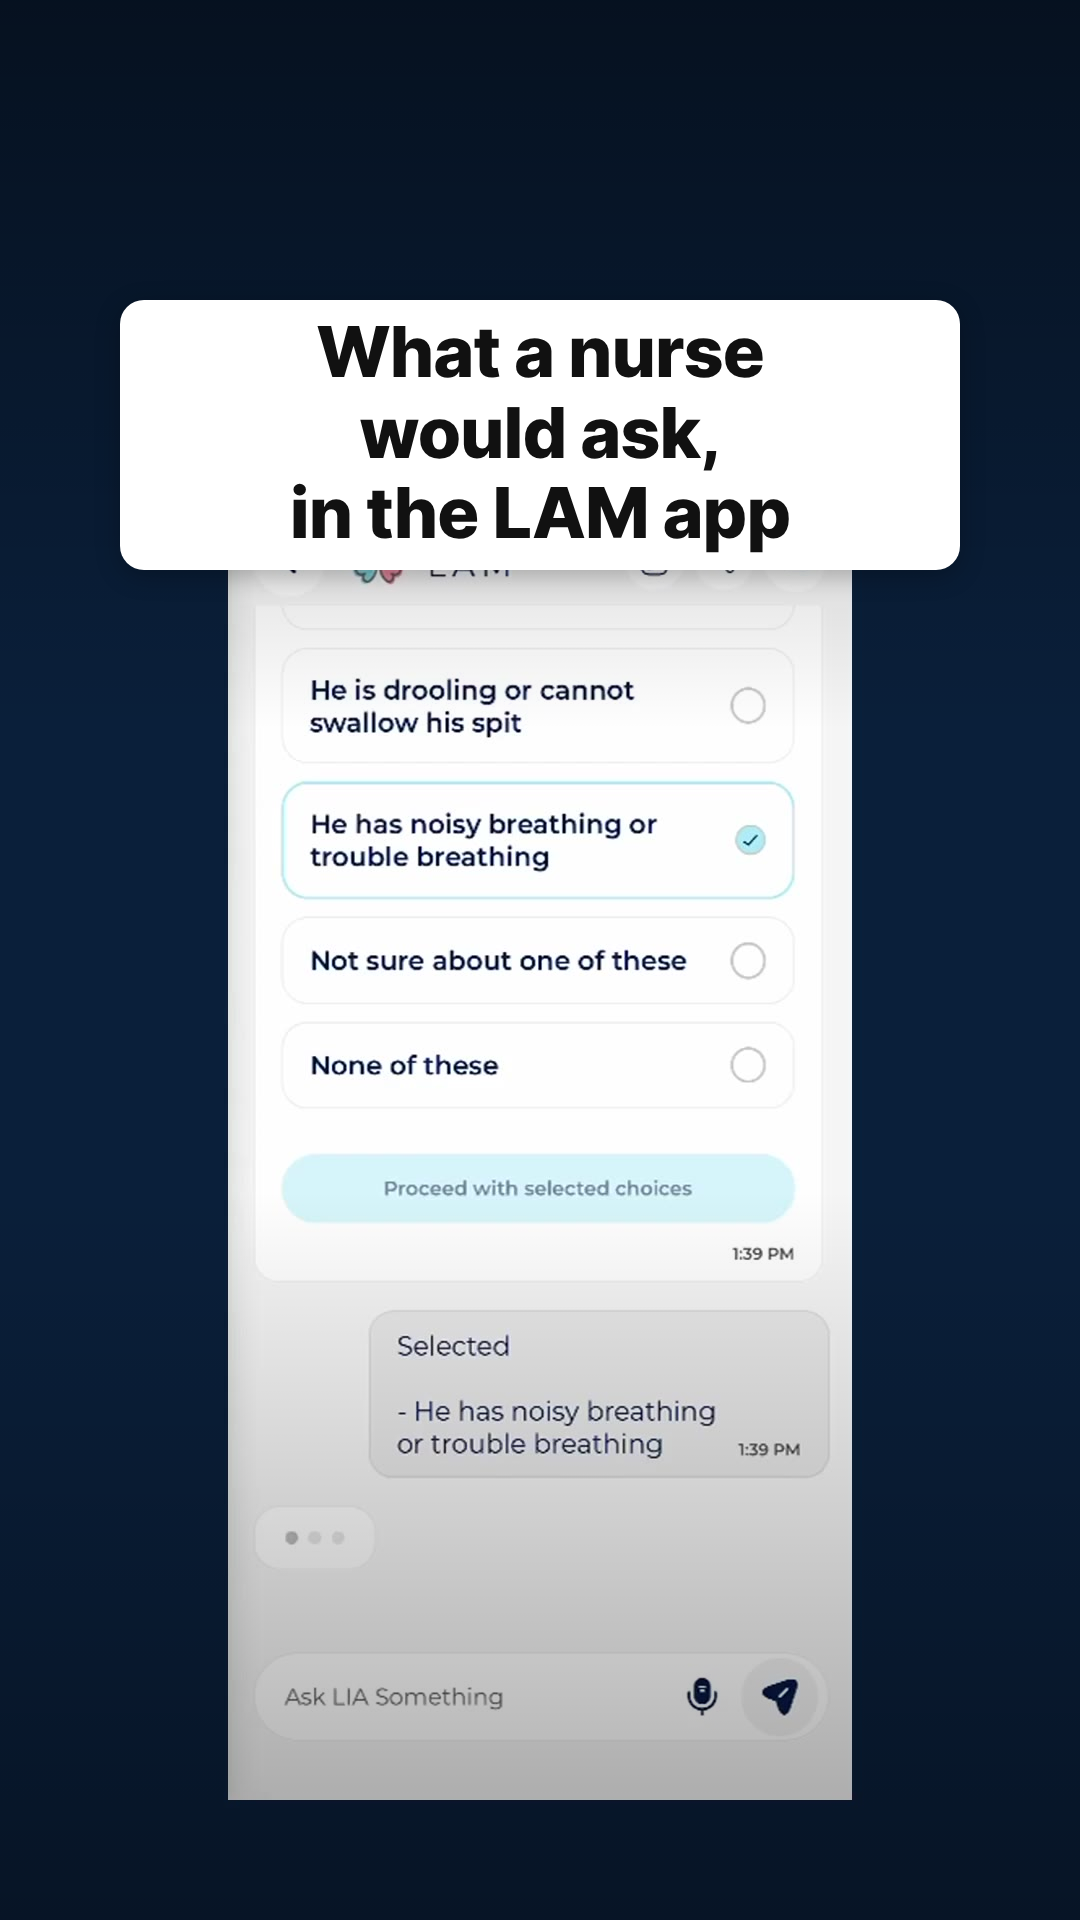 What a nurse
would ask,
in the LAM app
LAM
He is drooling or cannot
swallow his spit
He has noisy breathing or
trouble breathing
Not sure about one of these
None of these
Proceed with selected choices
1:39 PM
Selected
- He has noisy breathing
or trouble breathing
1:39 PM
Ask LIA Something